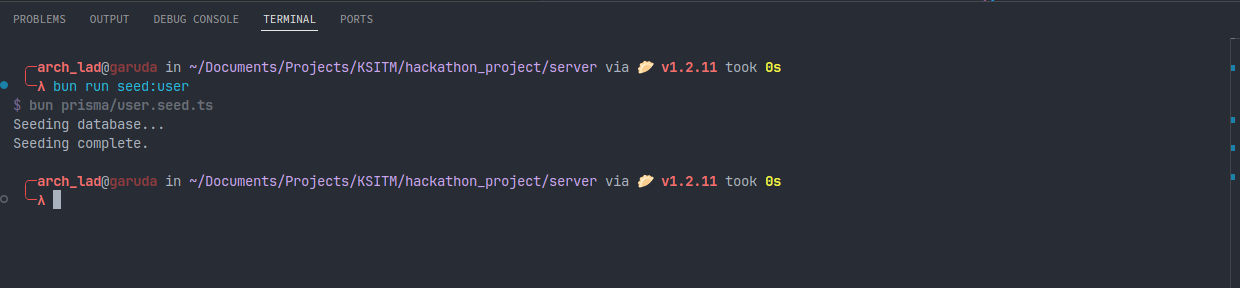 PROBLEMS OUTPUT DEBUG CONSOLE TERMINAL PORTS
arch_lad@garuda in ~/Documents/Projects/KSITM/hackathon_project/server via 🥟 v1.2.11 took 0s
λ bun run seed:user
$ bun prisma/user.seed.ts
Seeding database...
Seeding complete.
arch_lad@garuda in ~/Documents/Projects/KSITM/hackathon_project/server via 🥟 v1.2.11 took 0s
λ